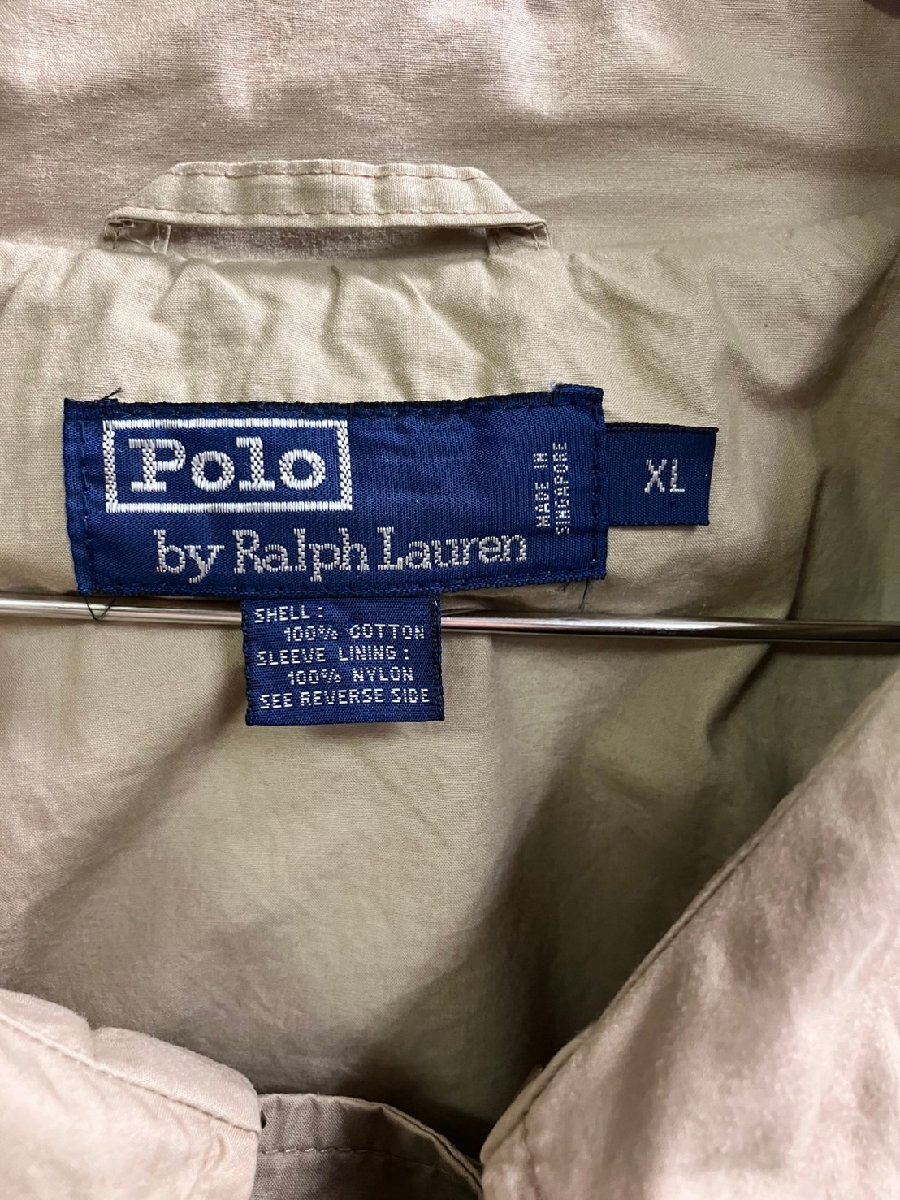 Polo
by Ralph Lauren
MADE IN
SINGAPORE
XL
SHELL:
100% COTTON
SLEEVE LINING:
100% NYLON
SEE REVERSE SIDE